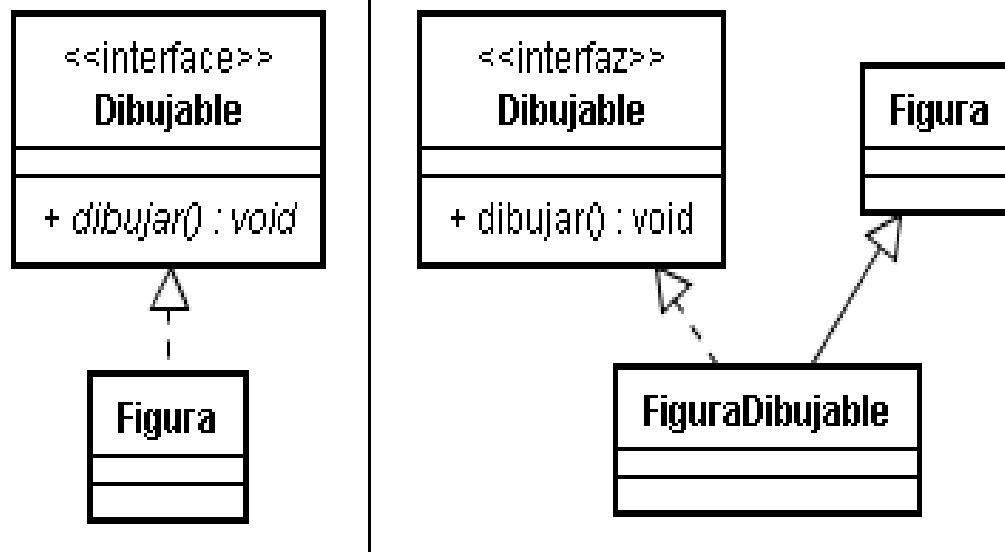 <<interface>>
Dibujable
+ dibujar() : void
Figura
<<interfaz>>
Dibujable
+ dibujar() : void
Figura
FiguraDibujable